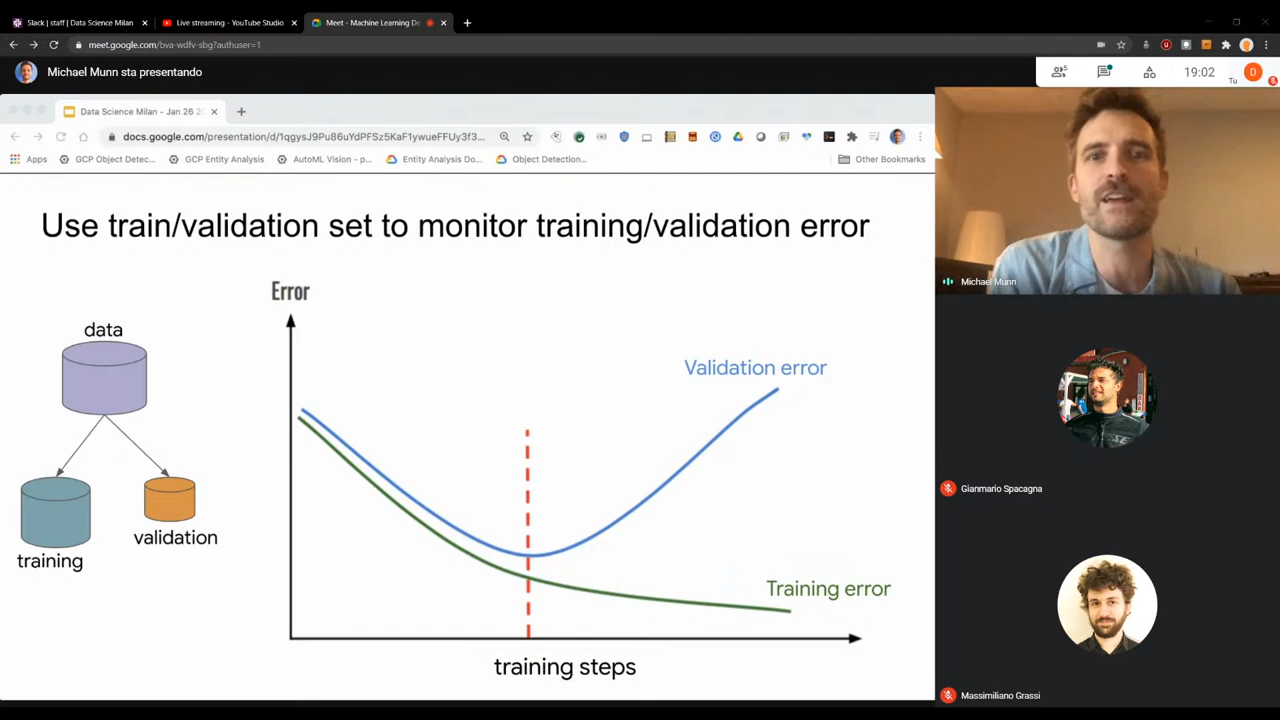 Slack | staff | Data Science Milan
Live streaming - YouTube Studio
Meet - Machine Learning De
meet.google.com/bva-wdfv-sbg?authuser=1
Michael Munn sta presentando
5
19:02
D
Tu
Data Science Milan - Jan 26 20
docs.google.com/presentation/d/1qgysJ9Pu86uYdPFSz5KaF1ywueFFUy3f3...
Apps
GCP Object Detec...
GCP Entity Analysis
AutoML Vision - p...
Entity Analysis Do...
Object Detection...
Other Bookmarks
Use train/validation set to monitor training/validation error
Error
data
Validation error
validation
training
Training error
training steps
Michael Munn
Gianmario Spacagna
Massimiliano Grassi